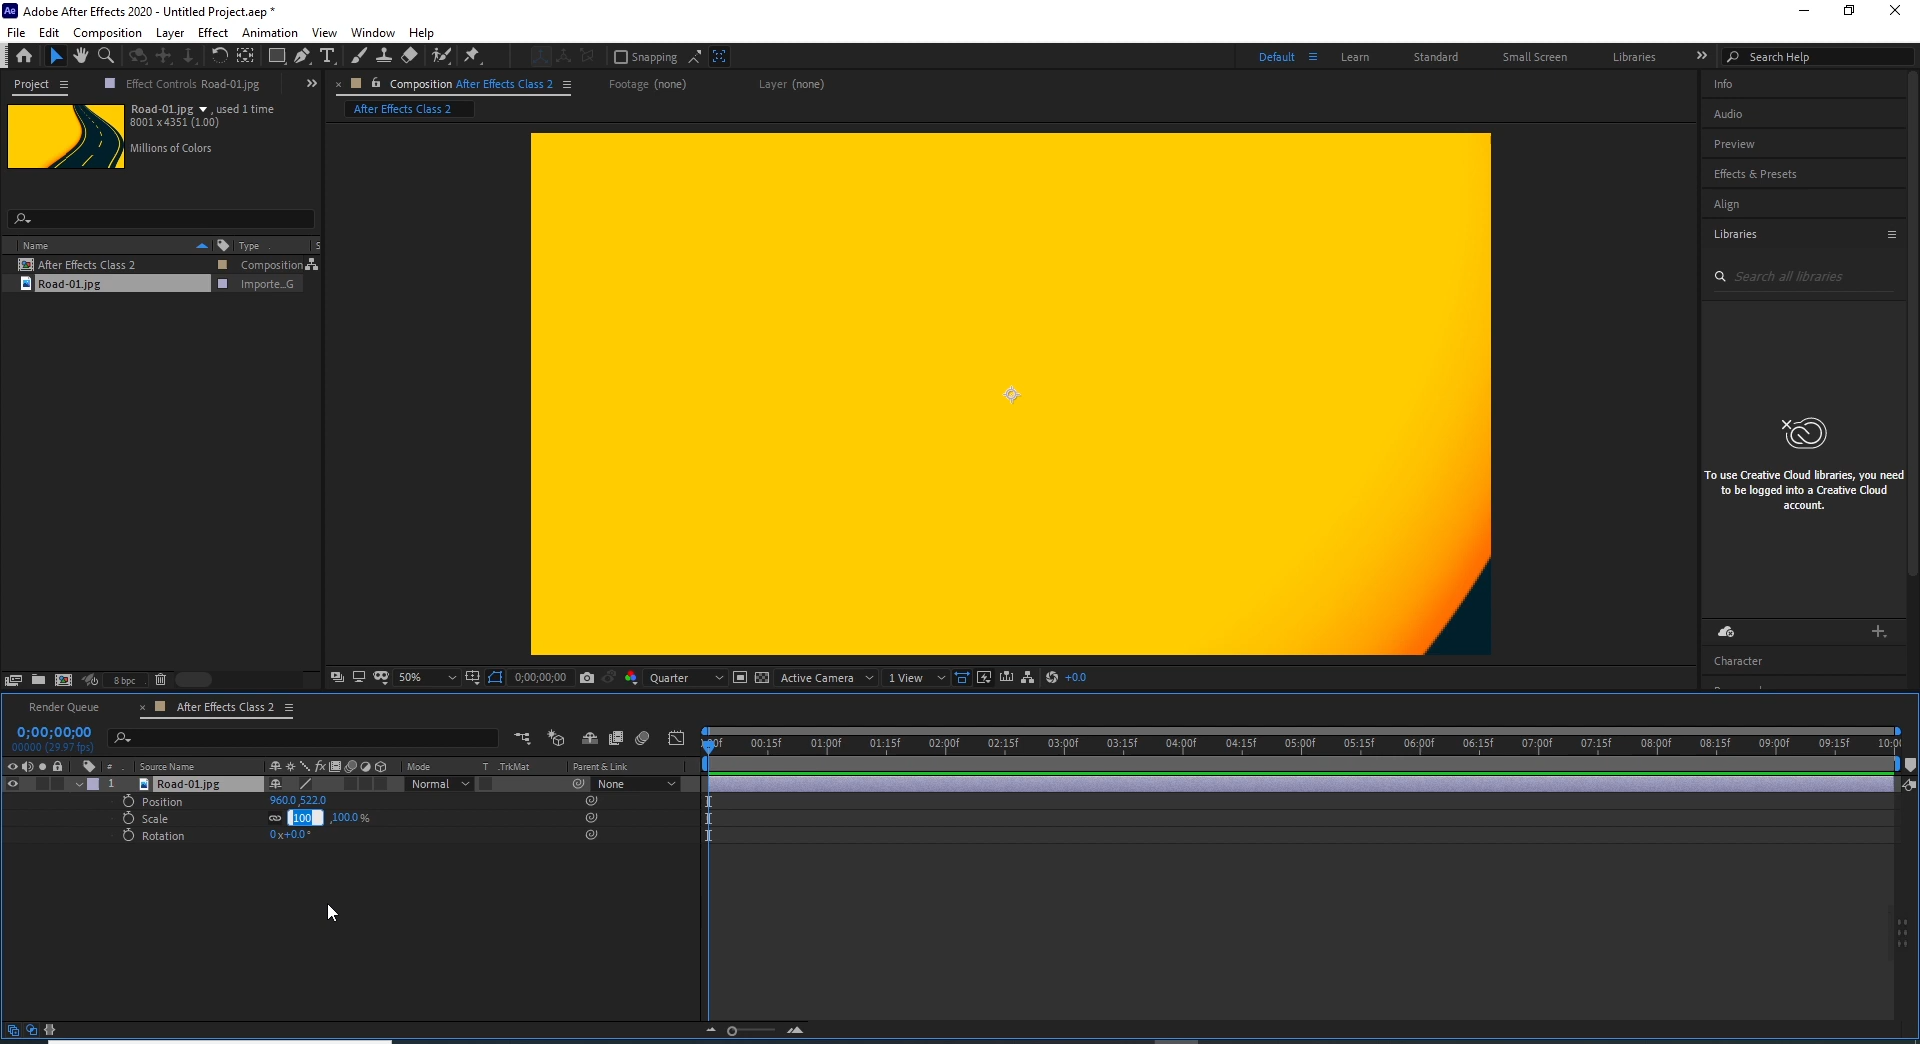 Adobe After Effects 2020 - Untitled Project.aep *
File Edit Composition Layer Effect Animation View Window Help
Snapping
Default Learn Standard Small Screen Libraries Search Help
Project Effect Controls Road-01.jpg
Composition After Effects Class 2 Footage (none) Layer (none)
After Effects Class 2
Road-01.jpg , used 1 time
8001 x 4351 (1.00)
Millions of Colors
Name Type
After Effects Class 2 Composition
Road-01.jpg Importe...G
8 bpc
Info
Audio
Preview
Effects & Presets
Align
Libraries
Search all libraries
To use Creative Cloud libraries, you need
to be logged into a Creative Cloud
account.
Character
50% 0;00;00;00 Quarter Active Camera 1 View +0.0
Render Queue After Effects Class 2
0;00;00;00
00000 (29.97 fps)
00:15f 01:00f 01:15f 02:00f 02:15f 03:00f 03:15f 04:00f 04:15f 05:00f 05:15f 06:00f 06:15f 07:00f 07:15f 08:00f 08:15f 09:00f 09:15f
# Source Name fx Mode T .TrkMat Parent & Link
1 Road-01.jpg Normal None
Position 960.0,522.0
Scale 100 ,100.0 %
Rotation 0x+0.0°